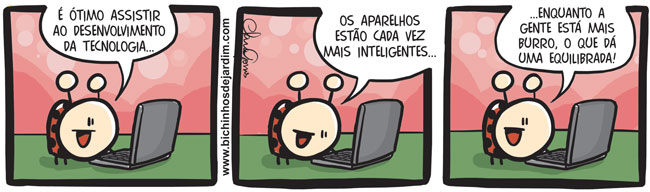 É ÓTIMO ASSISTIR
AO DESENVOLVIMENTO
DA TECNOLOGIA...
www.bichinhosdejardim.com
OS APARELHOS
ESTÃO CADA VEZ
MAIS INTELIGENTES...
...ENQUANTO A
GENTE ESTÁ MAIS
BURRO, O QUE DÁ
UMA EQUILIBRADA!